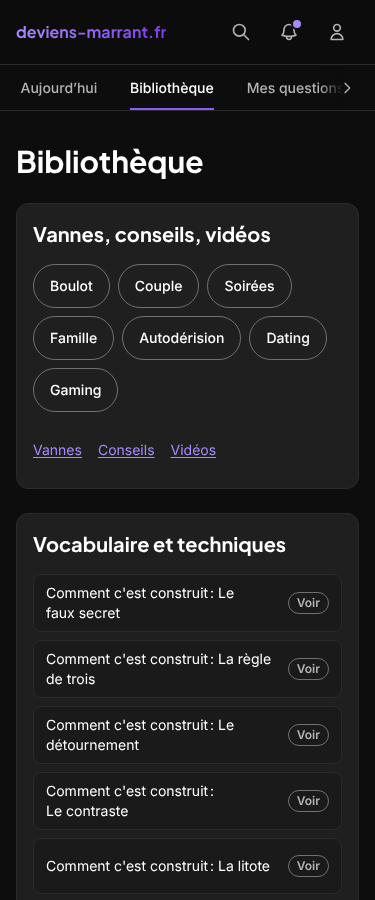 deviens-marrant.fr
Aujourd’hui Bibliothèque Mes questions
Bibliothèque
Vannes, conseils, vidéos
Boulot Couple Soirées
Famille Autodérision Dating
Gaming
Vannes Conseils Vidéos
Vocabulaire et techniques
Comment c'est construit : Le
faux secret
Voir
Comment c'est construit : La règle
de trois
Voir
Comment c'est construit : Le
détournement
Voir
Comment c'est construit :
Le contraste
Voir
Comment c'est construit : La litote
Voir